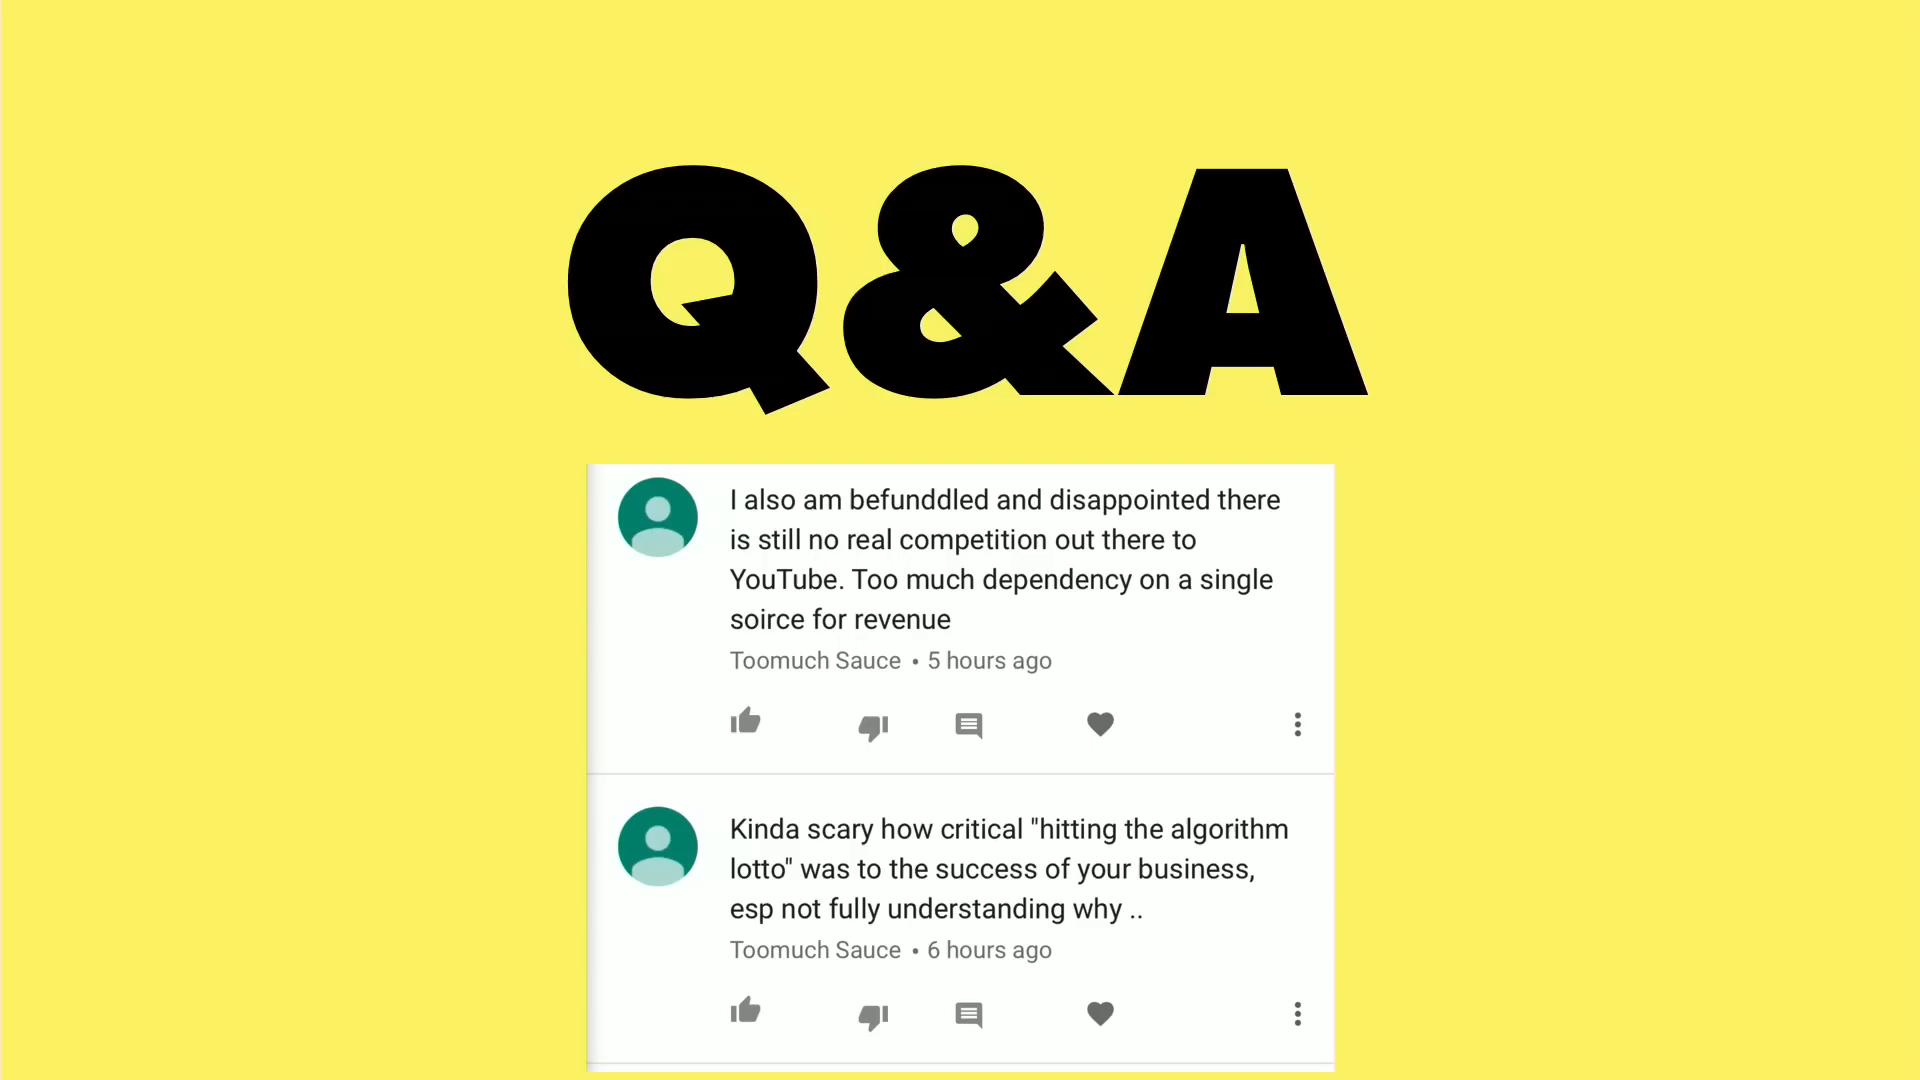 Q&A
I also am befunddled and disappointed there
is still no real competition out there to
YouTube. Too much dependency on a single
soirce for revenue
Toomuch Sauce • 5 hours ago
Kinda scary how critical "hitting the algorithm
lotto" was to the success of your business,
esp not fully understanding why ..
Toomuch Sauce • 6 hours ago